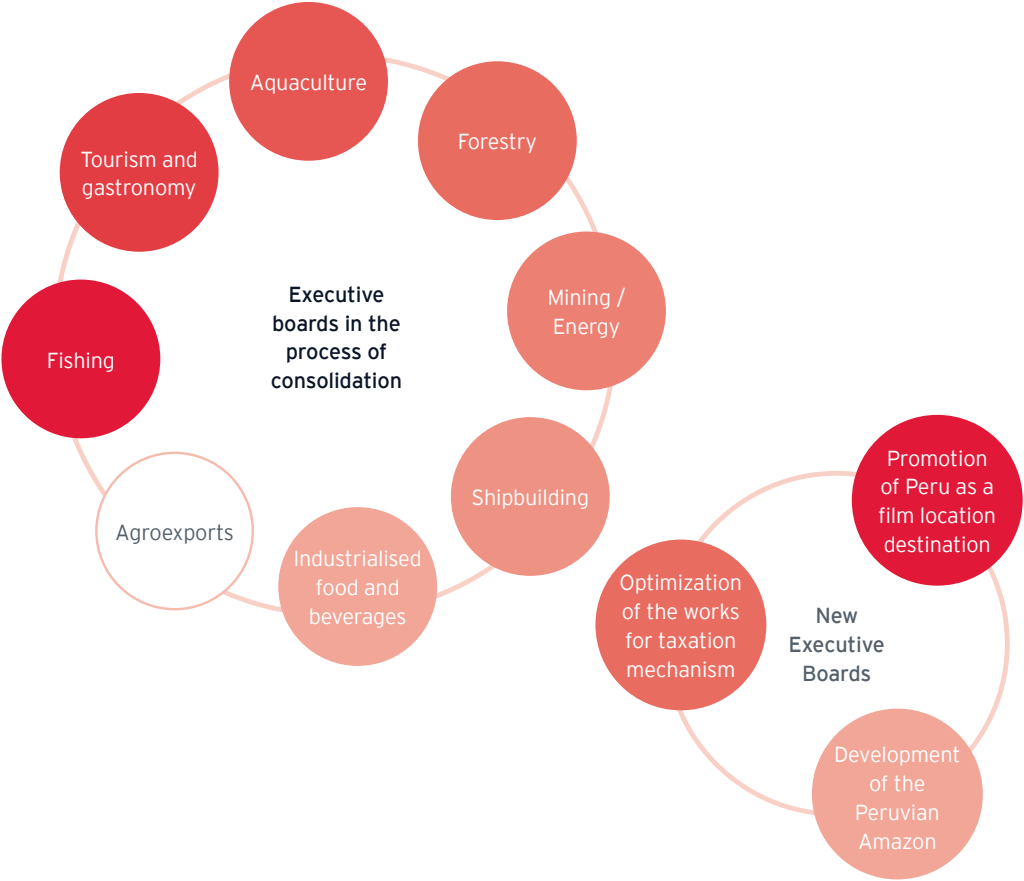 Aquaculture
Forestry
Tourism and
gastronomy
Mining /
Energy
Executive
boards in the
process of
consolidation
Fishing
Shipbuilding
Agroexports
Industrialised
food and
beverages
Promotion
of Peru as a
film location
destination
Optimization
of the works
for taxation
mechanism
New
Executive
Boards
Development
of the
Peruvian
Amazon